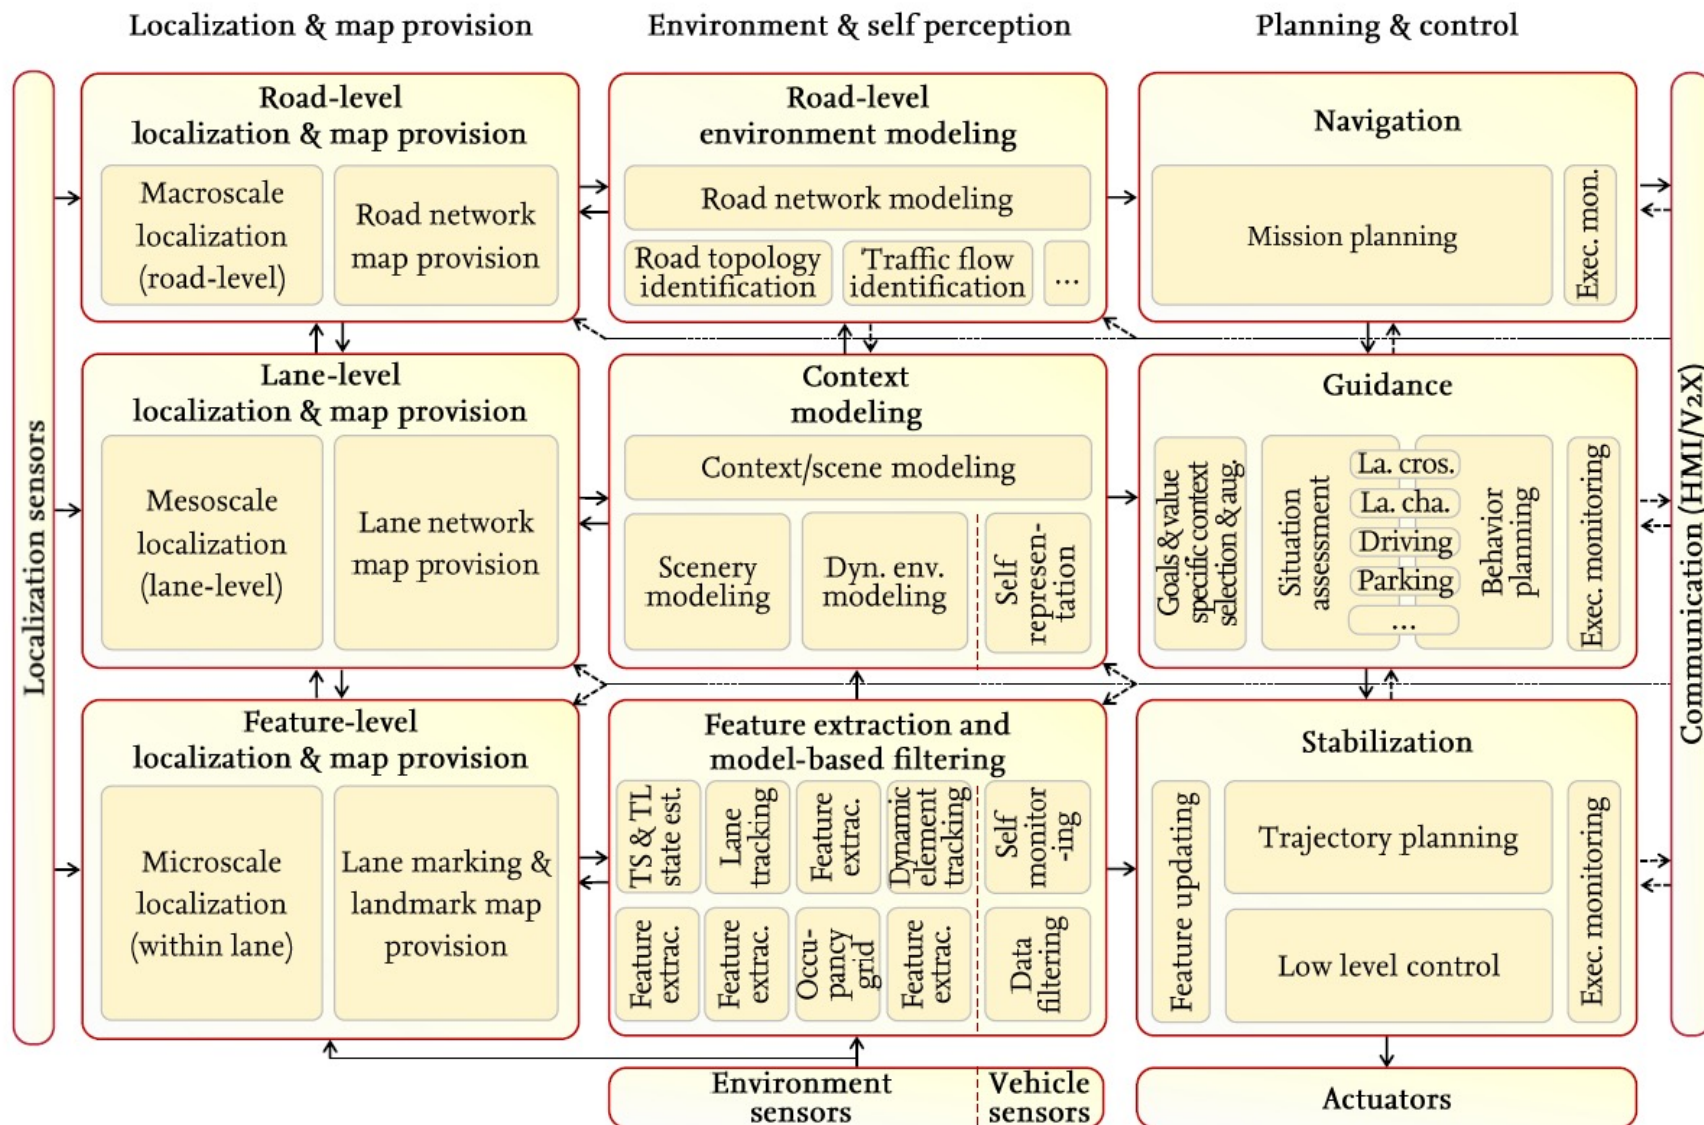 Localization & map provision
Environment & self perception
Planning & control
Localization sensors
Road-level
localization & map provision
Macroscale
localization
(road-level)
Road network
map provision
Road-level
environment modeling
Road network modeling
Road topology
identification
Traffic flow
identification
...
Navigation
Mission planning
Exec. mon.
Communication (HMI/V2X)
Lane-level
localization & map provision
Mesoscale
localization
(lane-level)
Lane network
map provision
Context
modeling
Context/scene modeling
Scenery
modeling
Dyn. env.
modeling
Self
represen-
tation
Guidance
Goals & value
specific context
selection & aug.
Situation
assessment
La. cros.
La. cha.
Driving
Parking
...
Behavior
planning
Exec. monitoring
Feature-level
localization & map provision
Microscale
localization
(within lane)
Lane marking &
landmark map
provision
Feature extraction and
model-based filtering
TS & TL
state est.
Lane
tracking
Feature
extrac.
Dynamic
element
tracking
Self
monitor
-ing
Feature
extrac.
Feature
extrac.
Occu-
pancy
grid
Feature
extrac.
Data
filtering
Stabilization
Feature updating
Trajectory planning
Low level control
Exec. monitoring
Environment
sensors
Vehicle
sensors
Actuators